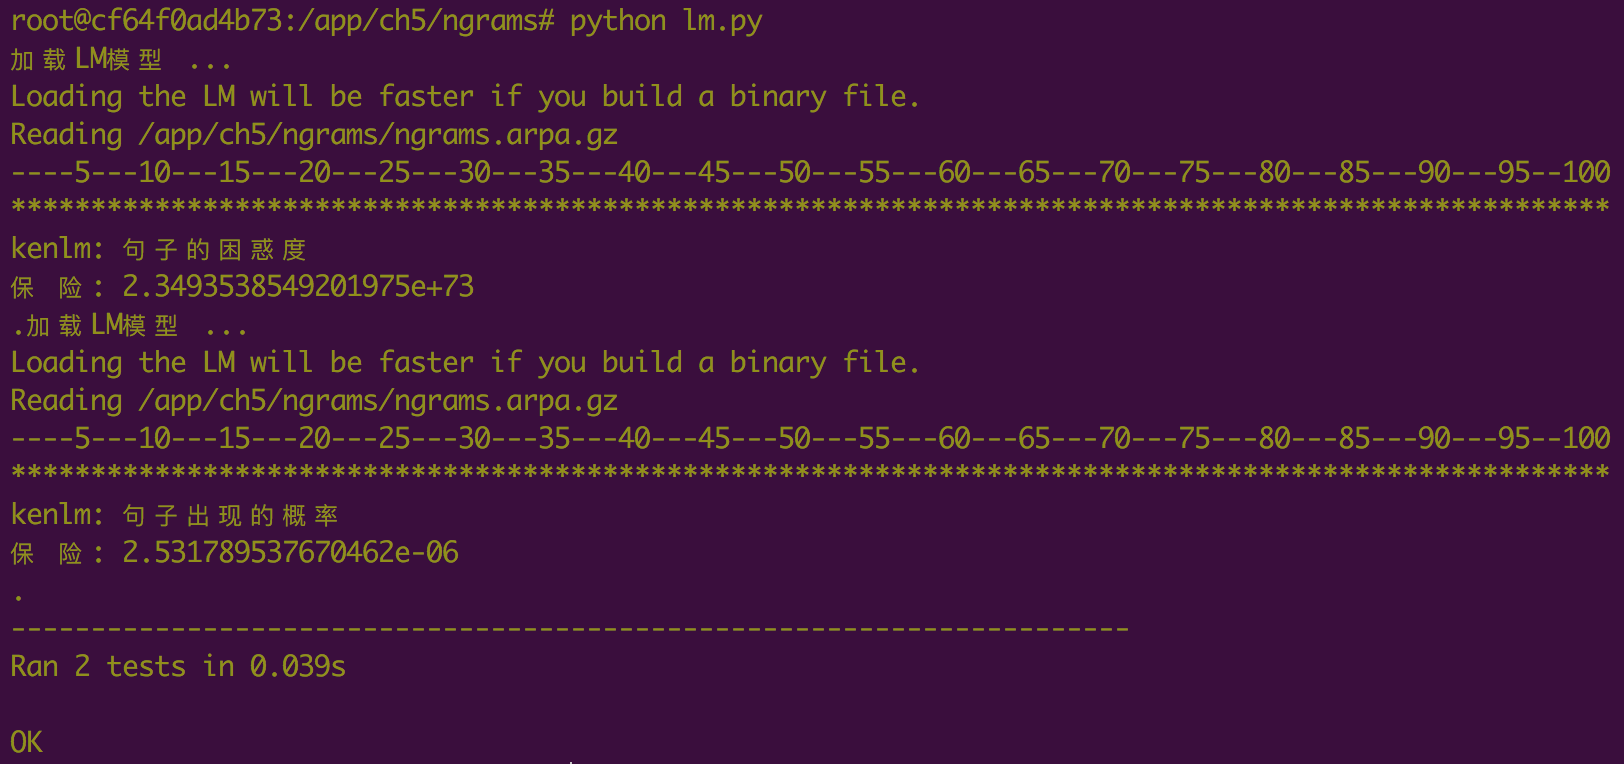 root@cf64f0ad4b73:/app/ch5/ngrams# python lm.py
加载LM模型 ...
Loading the LM will be faster if you build a binary file.
Reading /app/ch5/ngrams/ngrams.arpa.gz
----5---10---15---20---25---30---35---40---45---50---55---60---65---70---75---80---85---90---95--100
****************************************************************************************************
kenlm: 句子的困惑度
保 险: 2.3493538549201975e+73
.加载LM模型 ...
Loading the LM will be faster if you build a binary file.
Reading /app/ch5/ngrams/ngrams.arpa.gz
----5---10---15---20---25---30---35---40---45---50---55---60---65---70---75---80---85---90---95--100
****************************************************************************************************
kenlm: 句子出现的概率
保 险: 2.531789537670462e-06
.
----------------------------------------------------------------------
Ran 2 tests in 0.039s
OK